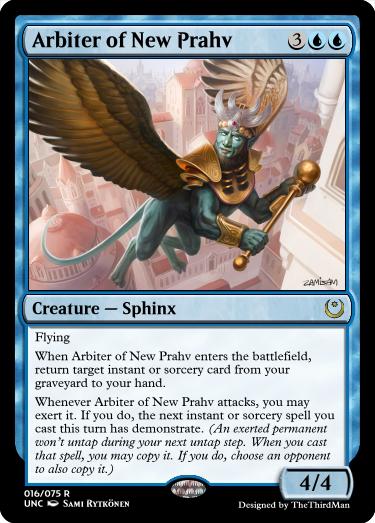 Arbiter of New Prahv 3
ZAMISAM
Creature — Sphinx
Flying
When Arbiter of New Prahv enters the battlefield,
return target instant or sorcery card from your
graveyard to your hand.
Whenever Arbiter of New Prahv attacks, you may
exert it. If you do, the next instant or sorcery spell you
cast this turn has demonstrate. (An exerted permanent
won't untap during your next untap step. When you cast
that spell, you may copy it. If you do, choose an opponent
to also copy it.)
4/4
016/075 R
UNC SAMI RYTKÖNEN
Designed by TheThirdMan